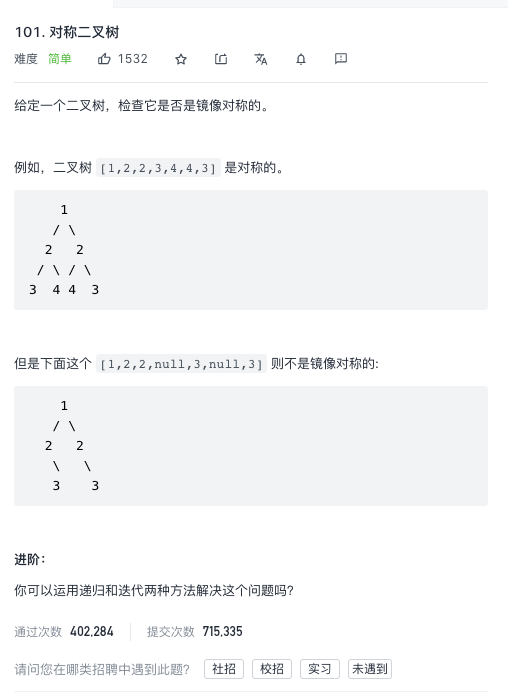 101. 对称二叉树
难度 简单 1532
给定一个二叉树，检查它是否是镜像对称的。
例如，二叉树 [1,2,2,3,4,4,3] 是对称的。
    1
   / \
  2   2
 / \ / \
3  4 4  3
但是下面这个 [1,2,2,null,3,null,3] 则不是镜像对称的:
    1
   / \
  2   2
   \   \
   3    3
进阶：
你可以运用递归和迭代两种方法解决这个问题吗？
通过次数 402,284 提交次数 715,335
请问您在哪类招聘中遇到此题？ 社招 校招 实习 未遇到